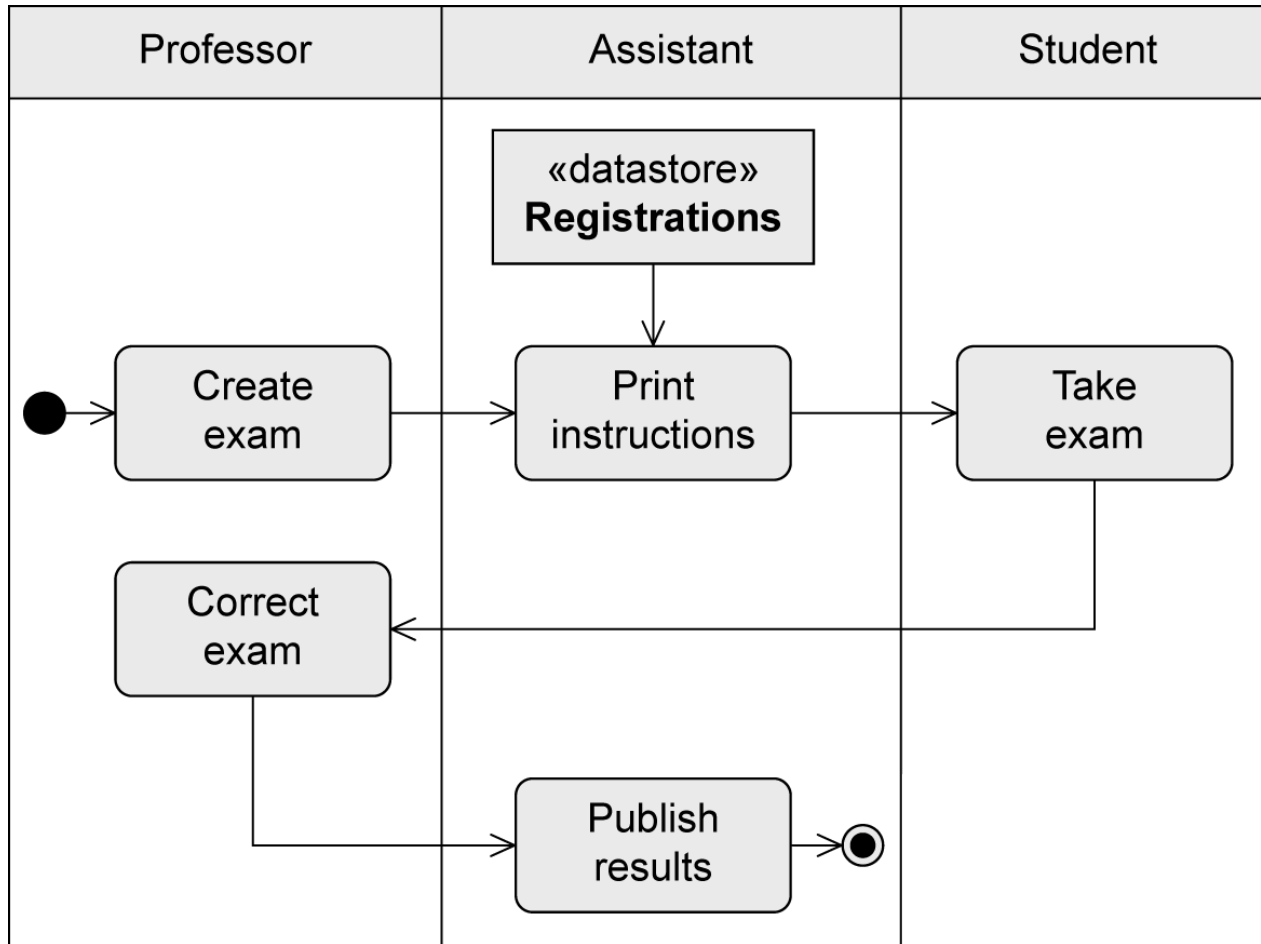 Professor
Assistant
Student
«datastore»
Registrations
Create
exam
Print
instructions
Take
exam
Correct
exam
Publish
results